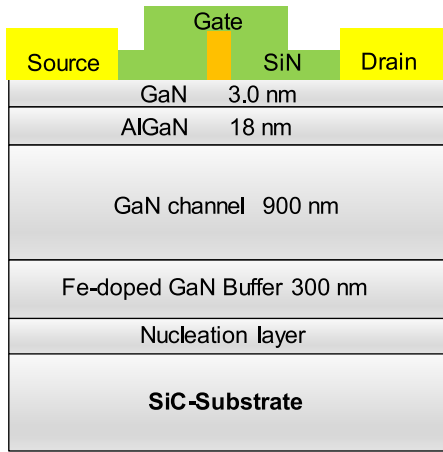 Gate
Source SiN Drain
GaN 3.0 nm
AlGaN 18 nm
GaN channel 900 nm
Fe-doped GaN Buffer 300 nm
Nucleation layer
SiC-Substrate